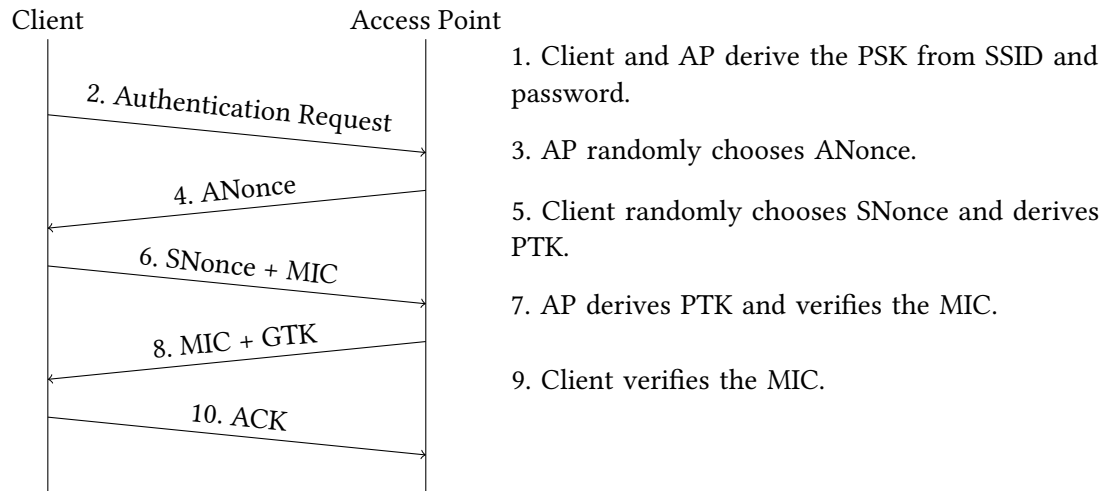 Client
Access Point
1. Client and AP derive the PSK from SSID and
password.
2. Authentication Request
3. AP randomly chooses ANonce.
4. ANonce
5. Client randomly chooses SNonce and derives
PTK.
6. SNonce + MIC
7. AP derives PTK and verifies the MIC.
8. MIC + GTK
9. Client verifies the MIC.
10. ACK